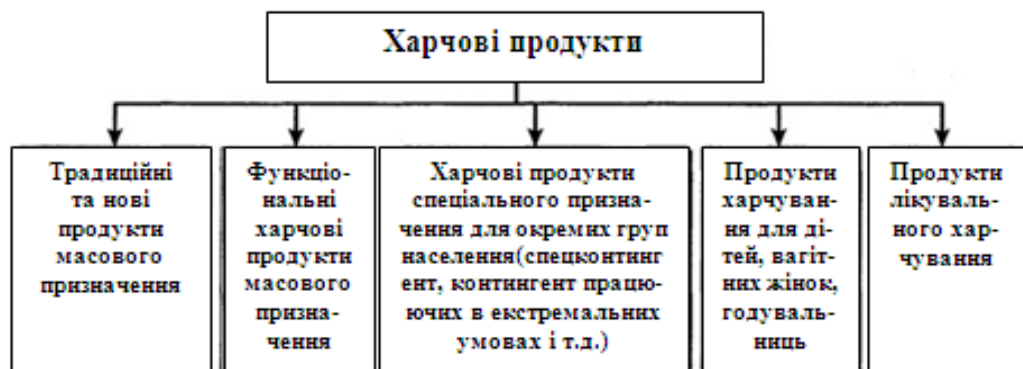 Харчові продукти
Традиційні
та нові
продукти
масового
призначення
Функціо-
нальні
харчові
продукти
масового
призна-
чення
Харчові продукти
спеціального призна-
чення для окремих груп
населення(спецконтинг
ент, контингент працю-
ючих в екстремальних
умовах і т.д.)
Продукти
харчуван-
ня для ді-
тей, вагіт-
них жінок,
годуваль-
ниць
Продукти
лікуваль-
ного хар-
чування